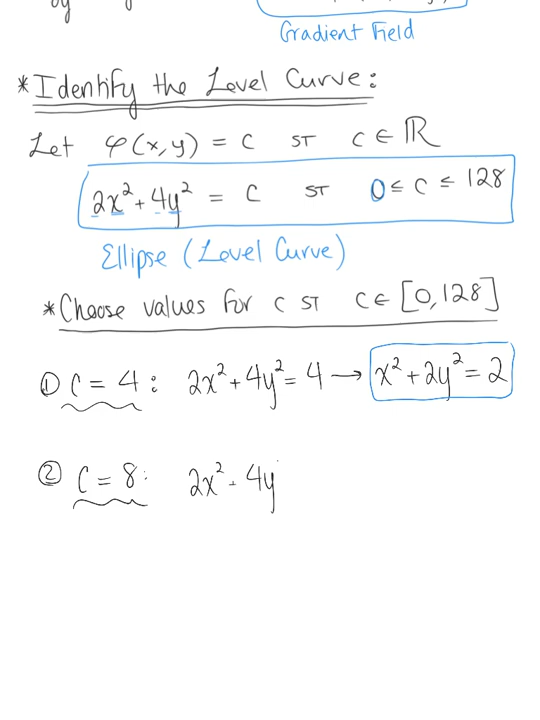 by
Gradient Field
* Identify the Level Curve:
Let φ(x,y) = C ST C ∈ ℝ
2x² + 4y² = C ST 0 ≤ C ≤ 128
Ellipse (Level Curve)
* Choose values for C ST C ∈ [0,128]
① C = 4: 2x² + 4y² = 4 → x² + 2y² = 2
② C = 8: 2x² - 4y